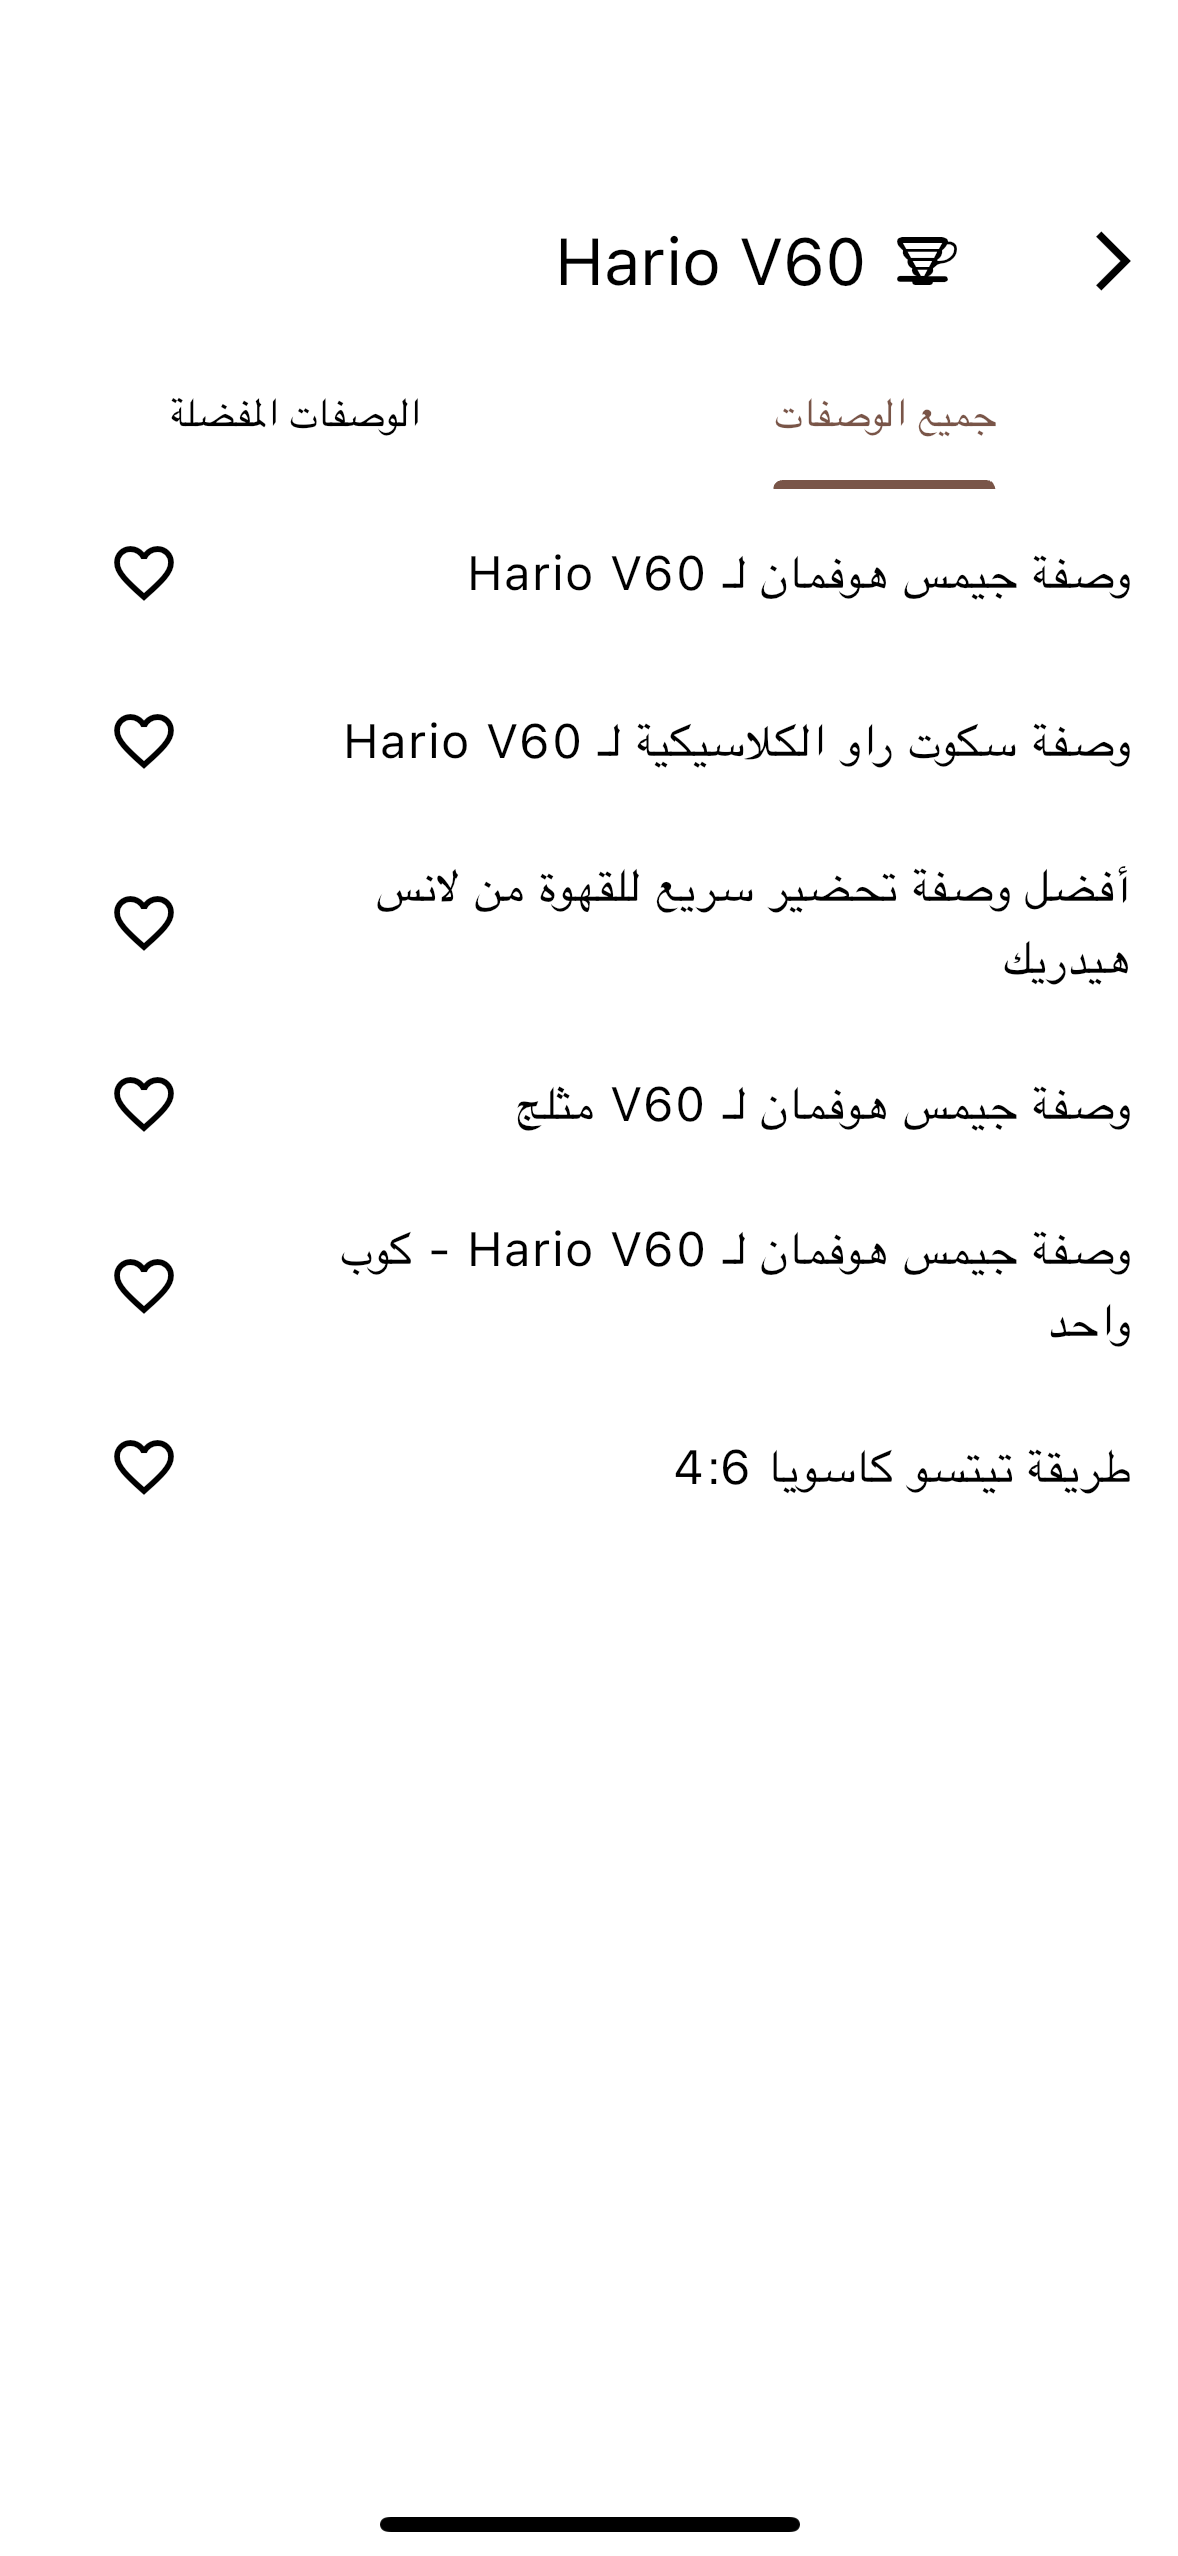 Hario V60
جميع الوصفات
الوصفات المفضلة
وصفة جيمس هوفمان لـ Hario V60
وصفة سكوت راو الكلاسيكية لـ Hario V60
أفضل وصفة تحضير سريع للقهوة من لانس
هيدريك
وصفة جيمس هوفمان لـ V60 مثلج
وصفة جيمس هوفمان لـ Hario V60 - كوب
واحد
طريقة تيتسو كاسويا 4:6